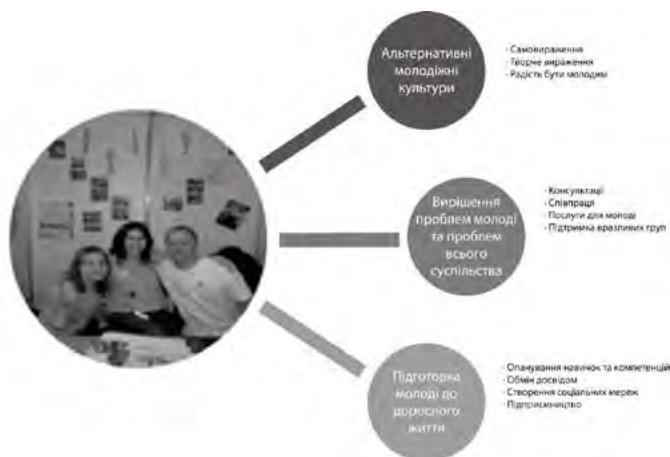 Альтернативні
молодіжні
культури
· Самовираження
· Творче вираження
· Радість бути молодим
Вирішення
проблем молоді
та проблем
всього
суспільства
· Консультації
· Співпраця
· Послуги для молоді
· Підтримка вразливих груп
Підготорка
молоді до
дорослого
життя
· Опанування навичок та компетенцій
· Обмін досвідом
· Створення соціальних мереж
· Підприємництво